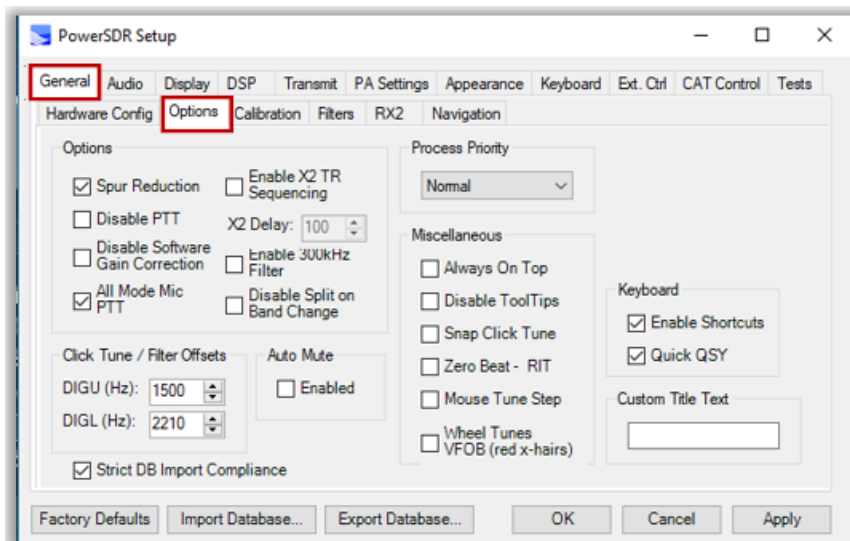 PowerSDR Setup
General Audio Display DSP Transmit PA Settings Appearance Keyboard Ext. Ctrl CAT Control Tests
Hardware Config Options Calibration Filters RX2 Navigation
Options
Spur Reduction
Disable PTT
Disable Software
Gain Correction
All Mode Mic
PTT
Enable X2 TR
Sequencing
X2 Delay: 100
Enable 300kHz
Filter
Disable Split on
Band Change
Process Priority
Normal
Miscellaneous
Always On Top
Disable ToolTips
Snap Click Tune
Zero Beat - RIT
Mouse Tune Step
Wheel Tunes
VFOB (red x-hairs)
Keyboard
Enable Shortcuts
Quick QSY
Click Tune / Filter Offsets
DIGU (Hz): 1500
DIGL (Hz): 2210
Auto Mute
Enabled
Custom Title Text
Strict DB Import Compliance
Factory Defaults Import Database... Export Database... OK Cancel Apply